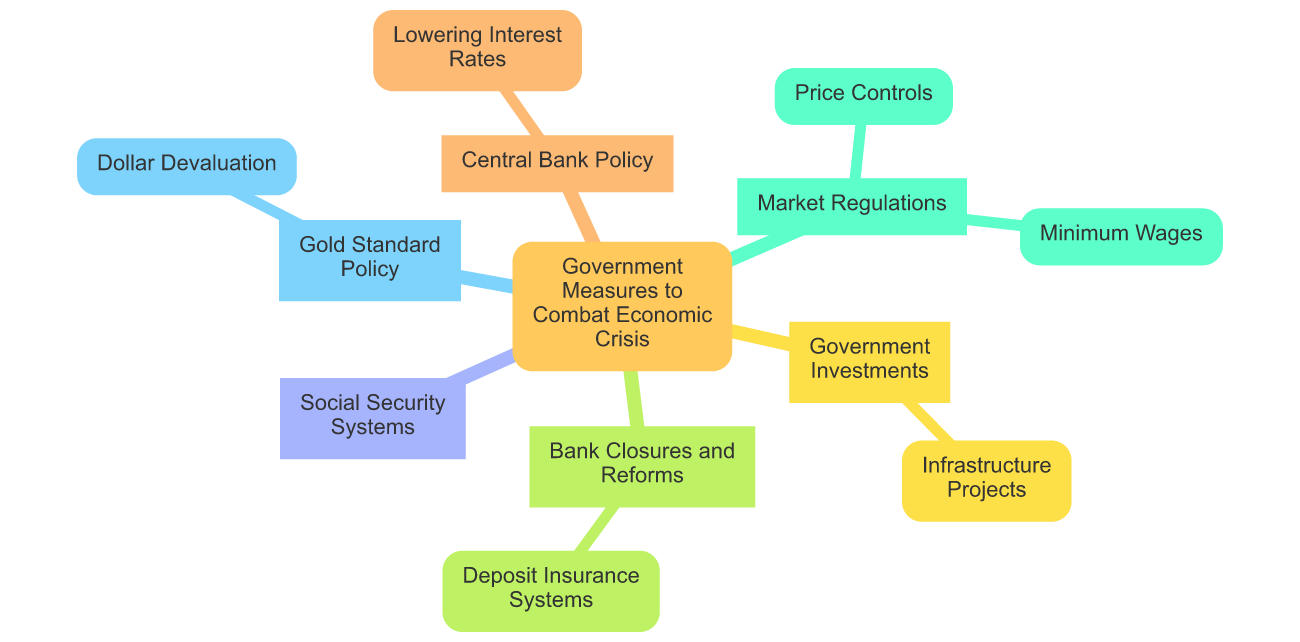 Lowering Interest
Rates
Price Controls
Dollar Devaluation
Central Bank Policy
Market Regulations
Minimum Wages
Gold Standard
Policy
Government
Measures to
Combat Economic
Crisis
Government
Investments
Social Security
Systems
Bank Closures and
Reforms
Infrastructure
Projects
Deposit Insurance
Systems